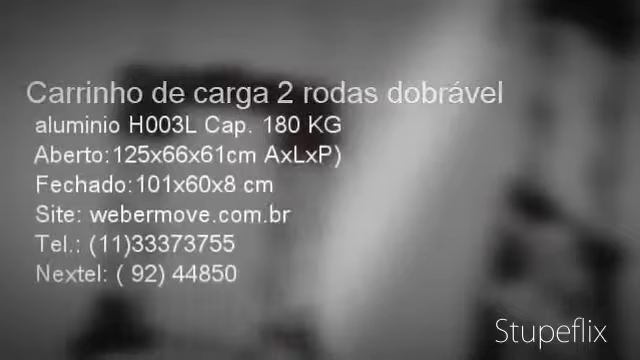 Carrinho de carga 2 rodas dobrável
aluminio H003L Cap. 180 KG
Aberto:125x66x61cm AxLxP)
Fechado:101x60x8 cm
Site: webermove.com.br
Tel.: (11)33373755
Nextel: ( 92) 44850
Stupeflix